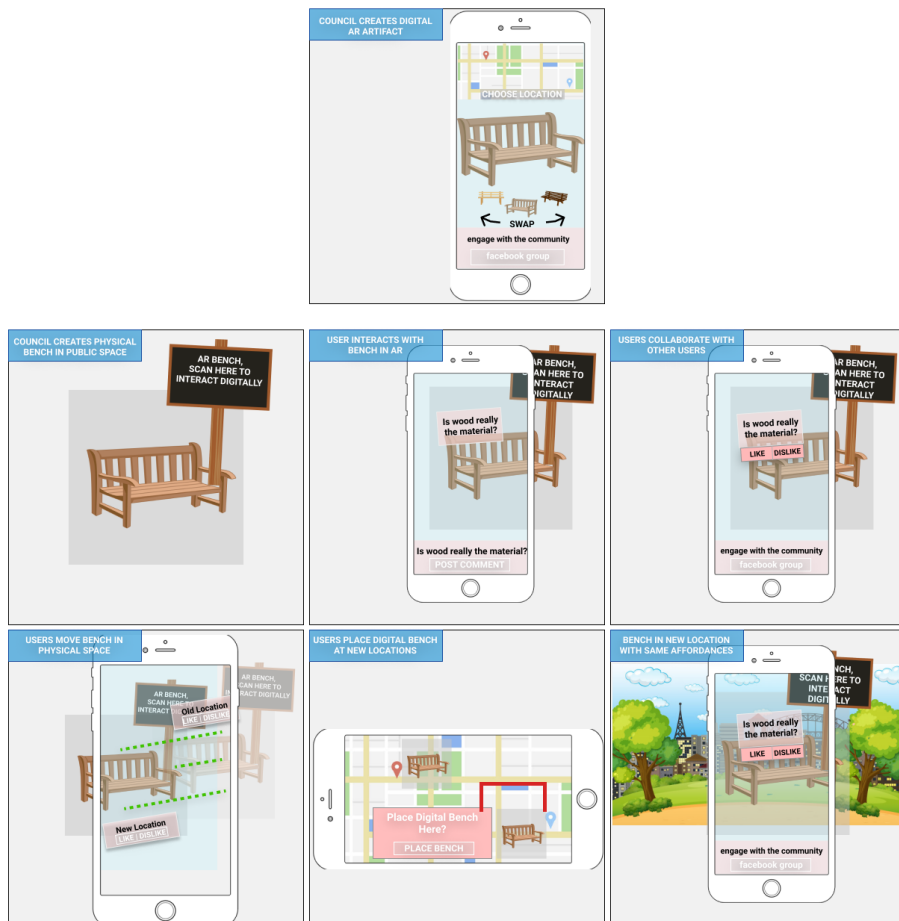 COUNCIL CREATES DIGITAL
AR ARTIFACT
CHOOSE LOCATION
SWAP
engage with the community
facebook group
COUNCIL CREATES PHYSICAL
BENCH IN PUBLIC SPACE
AR BENCH,
SCAN HERE TO
INTERACT DIGITALLY
USER INTERACTS WITH
BENCH IN AR
AR BENCH,
SCAN HERE TO
INTERACT
DIGITALLY
Is wood really
the material?
Is wood really the material?
POST COMMENT
USERS COLLABORATE WITH
OTHER USERS
AR BENCH,
SCAN HERE TO
INTERACT
DIGITALLY
Is wood really
the material?
LIKE DISLIKE
engage with the community
facebook group
USERS MOVE BENCH IN
PHYSICAL SPACE
AR BENCH,
SCAN HERE TO
INTERACT
AR BENCH,
SCAN HERE TO
INTERACT DIGITALLY
Old Location
LIKE DISLIKE
New Location
LIKE DISLIKE
USERS PLACE DIGITAL BENCH
AT NEW LOCATIONS
Place Digital Bench
Here?
PLACE BENCH
BENCH IN NEW LOCATION
WITH SAME AFFORDANCES
NCH,
SCAN HERE TO
INTERACT
DIGITALLY
Is wood really
the material?
LIKE DISLIKE
engage with the community
facebook group